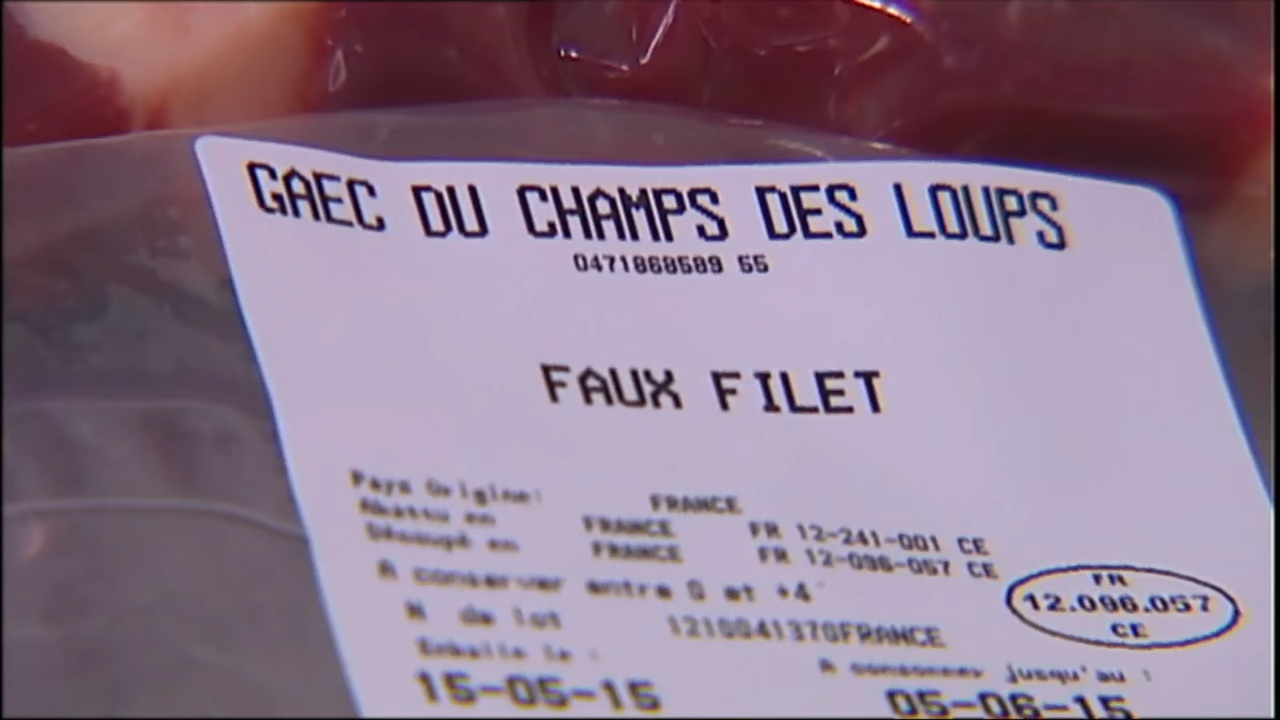 GAEC DU CHAMPS DES LOUPS
0471868589 55
FAUX FILET
Pays Origine: FRANCE
Abattu en FRANCE FR 12-241-001 CE
Découpé en FRANCE FR 12-096-057 CE
A conserver entre 0 et +4°
FR
12.096.057
CE
N de lot 1210041370FRANCE
Emballe le : A consommer jusqu'au :
15-05-15 05-06-15